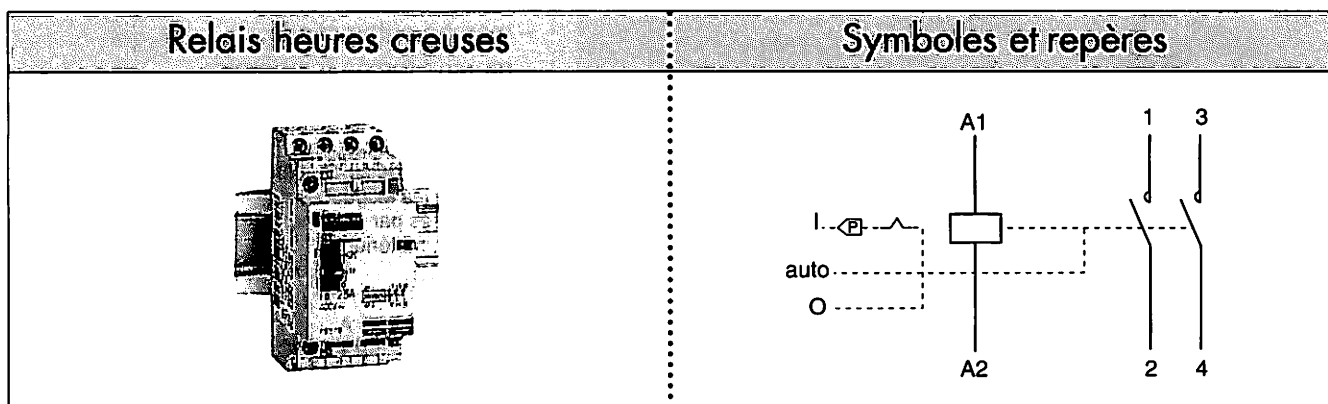 Relais heures creuses
Symboles et repères
A1
1
3
I
P
auto
O
A2
2
4